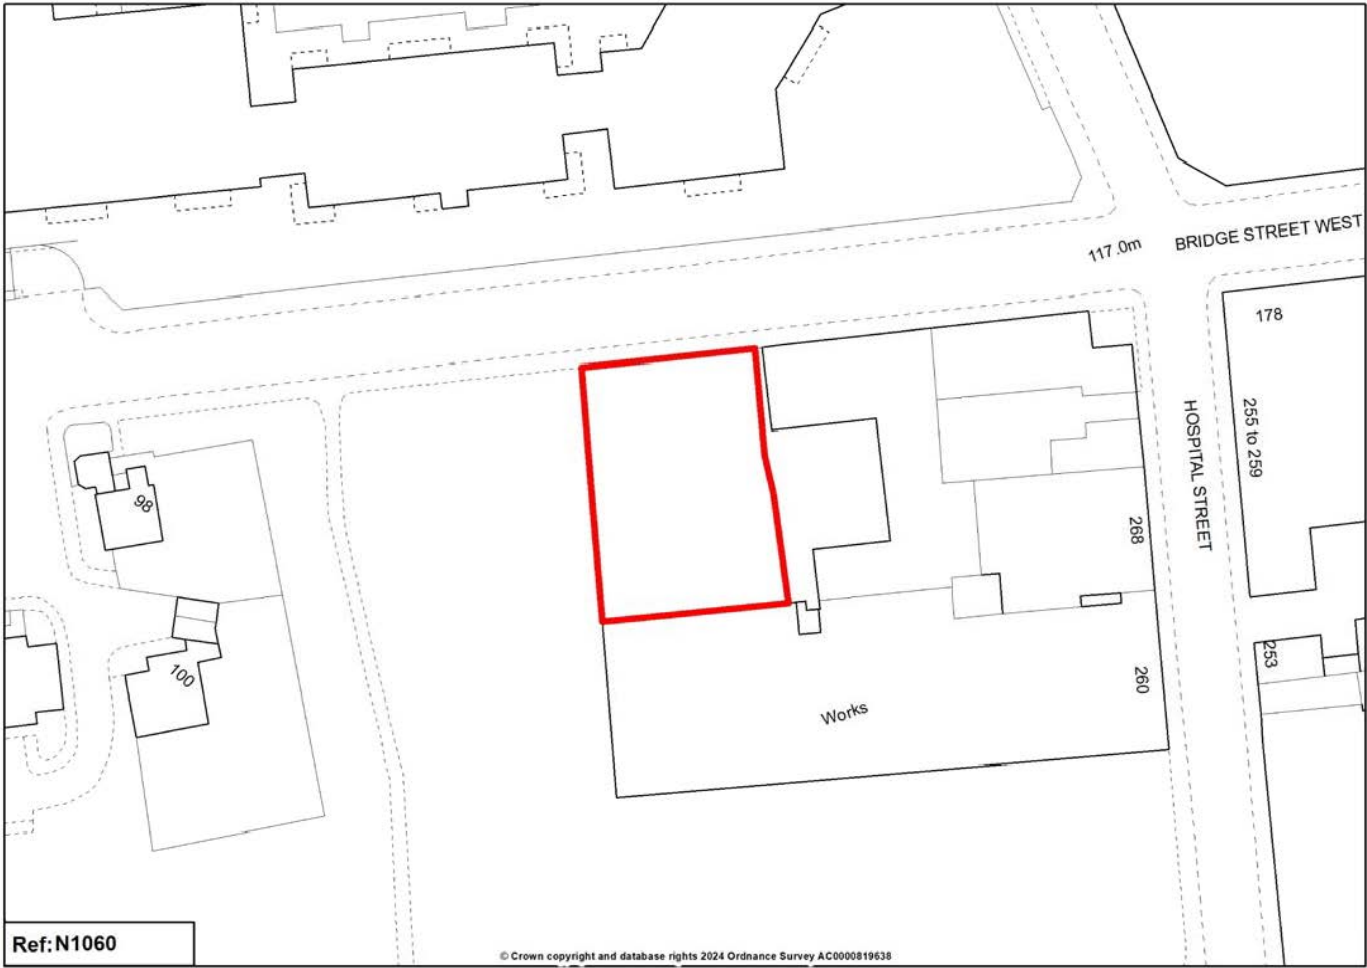 BRIDGE STREET WEST
117.0m
178
HOSPITAL STREET
255 to 259
98
268
253
100
260
Works
Ref: N1060
© Crown copyright and database rights 2024 Ordnance Survey AC0000819638